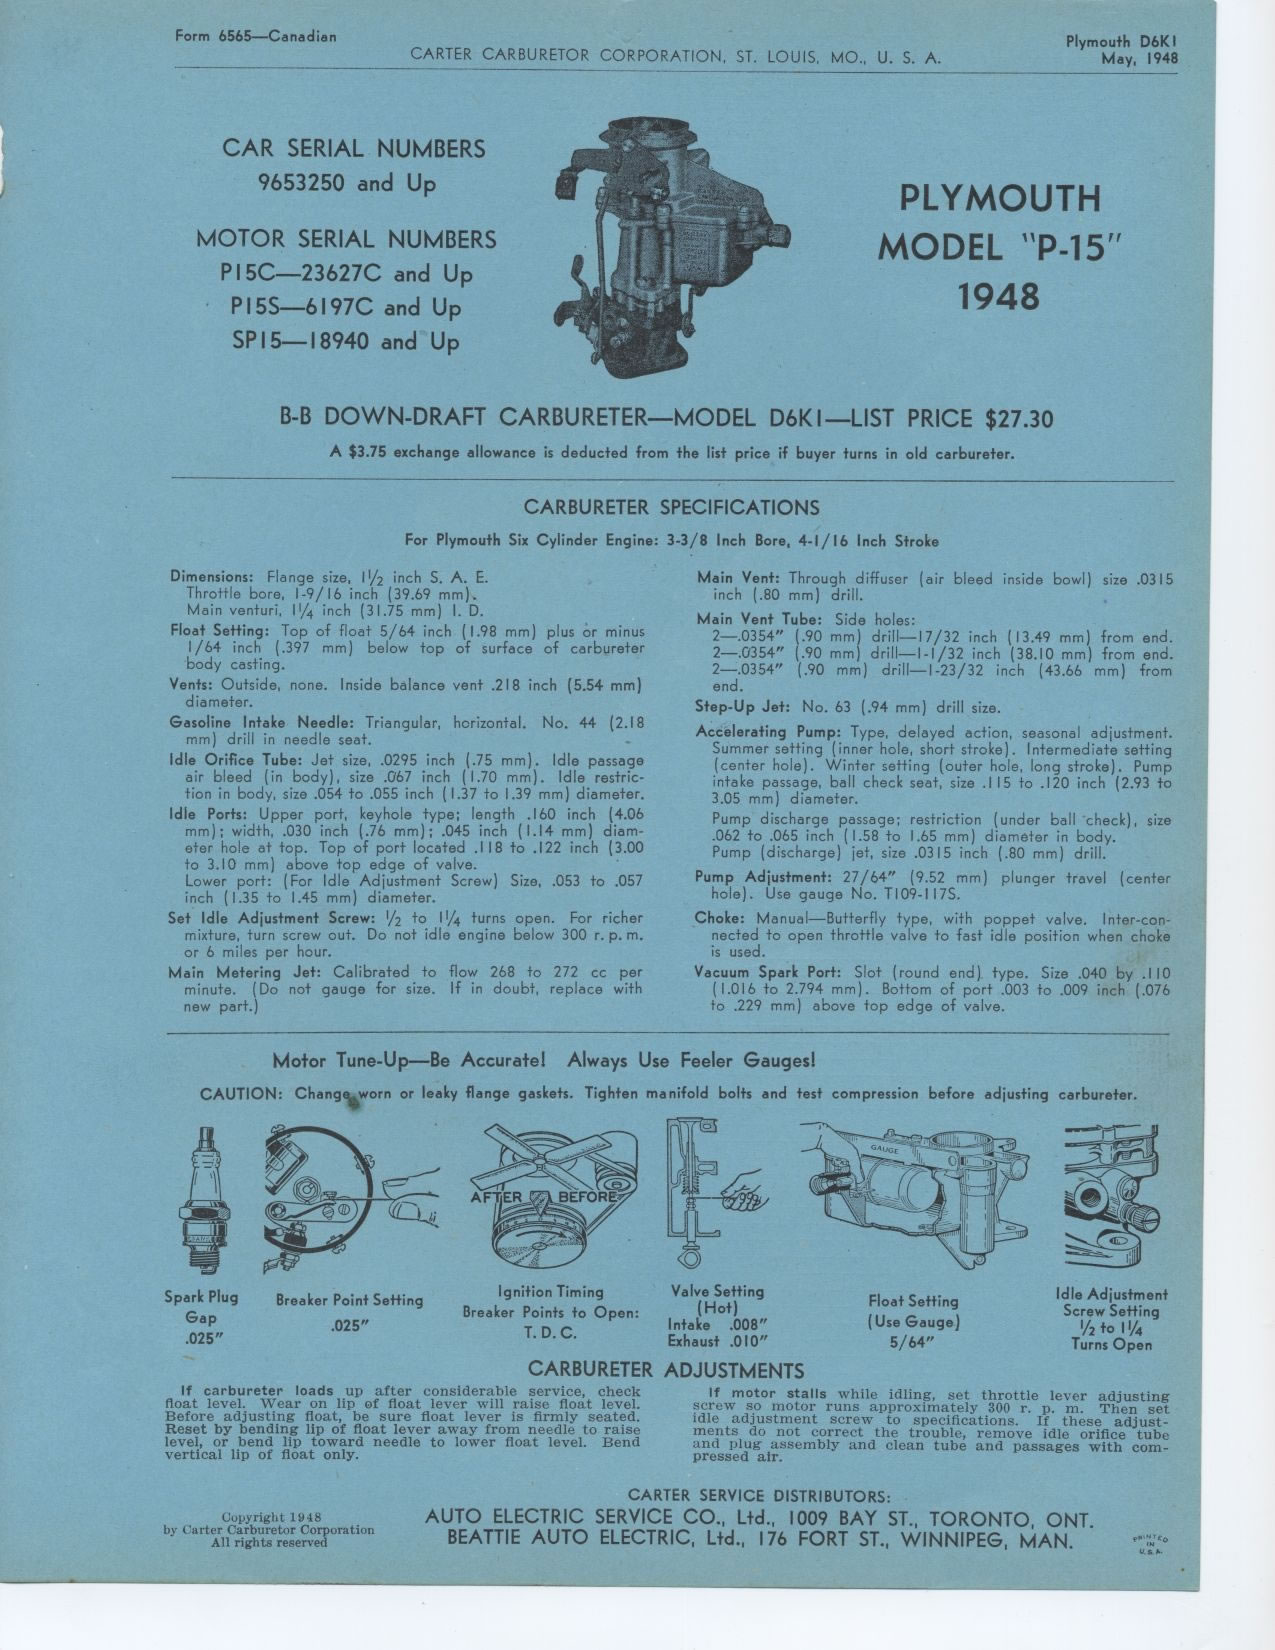 Form 6565—Canadian
CARTER CARBURETOR CORPORATION, ST. LOUIS, MO., U. S. A.
Plymouth D6K1
May, 1948
CAR SERIAL NUMBERS
9653250 and Up
MOTOR SERIAL NUMBERS
P15C—23627C and Up
P15S—6197C and Up
SP15—18940 and Up
PLYMOUTH
MODEL "P-15"
1948
B-B DOWN-DRAFT CARBURETER—MODEL D6K1—LIST PRICE $27.30
A $3.75 exchange allowance is deducted from the list price if buyer turns in old carbureter.
CARBURETER SPECIFICATIONS
For Plymouth Six Cylinder Engine: 3-3/8 Inch Bore, 4-1/16 Inch Stroke
Dimensions: Flange size, 1½ inch S. A. E.
Throttle bore, 1-9/16 inch (39.69 mm).
Main venturi, 1¼ inch (31.75 mm) I. D.
Float Setting: Top of float 5/64 inch (1.98 mm) plus or minus
1/64 inch (.397 mm) below top of surface of carbureter
body casting.
Vents: Outside, none. Inside balance vent .218 inch (5.54 mm)
diameter.
Gasoline Intake Needle: Triangular, horizontal. No. 44 (2.18
mm) drill in needle seat.
Idle Orifice Tube: Jet size, .0295 inch (.75 mm). Idle passage
air bleed (in body), size .067 inch (1.70 mm). Idle restric-
tion in body, size .054 to .055 inch (1.37 to 1.39 mm) diameter.
Idle Ports: Upper port, keyhole type; length .160 inch (4.06
mm); width, .030 inch (.76 mm); .045 inch (1.14 mm) diam-
eter hole at top. Top of port located .118 to .122 inch (3.00
to 3.10 mm) above top edge of valve.
Lower port: (For Idle Adjustment Screw) Size, .053 to .057
inch (1.35 to 1.45 mm) diameter.
Set Idle Adjustment Screw: ½ to 1¼ turns open. For richer
mixture, turn screw out. Do not idle engine below 300 r. p. m.
or 6 miles per hour.
Main Metering Jet: Calibrated to flow 268 to 272 cc per
minute. (Do not gauge for size. If in doubt, replace with
new part.)
Main Vent: Through diffuser (air bleed inside bowl) size .0315
inch (.80 mm) drill.
Main Vent Tube: Side holes:
2—.0354" (.90 mm) drill—17/32 inch (13.49 mm) from end.
2—.0354" (.90 mm) drill—1-1/32 inch (38.10 mm) from end.
2—.0354" (.90 mm) drill—1-23/32 inch (43.66 mm) from
end.
Step-Up Jet: No. 63 (.94 mm) drill size.
Accelerating Pump: Type, delayed action, seasonal adjustment.
Summer setting (inner hole, short stroke). Intermediate setting
(center hole). Winter setting (outer hole, long stroke). Pump
intake passage, ball check seat, size .115 to .120 inch (2.93 to
3.05 mm) diameter.
Pump discharge passage; restriction (under ball check), size
.062 to .065 inch (1.58 to 1.65 mm) diameter in body.
Pump (discharge) jet, size .0315 inch (.80 mm) drill.
Pump Adjustment: 27/64" (9.52 mm) plunger travel (center
hole). Use gauge No. T109-117S.
Choke: Manual—Butterfly type, with poppet valve. Inter-con-
nected to open throttle valve to fast idle position when choke
is used.
Vacuum Spark Port: Slot (round end) type. Size .040 by .110
(1.016 to 2.794 mm). Bottom of port .003 to .009 inch (.076
to .229 mm) above top edge of valve.
Motor Tune-Up—Be Accurate! Always Use Feeler Gauges!
CAUTION: Change worn or leaky flange gaskets. Tighten manifold bolts and test compression before adjusting carbureter.
AFTER BEFORE
GAUGE
Spark Plug
Gap
.025"
Breaker Point Setting
.025"
Ignition Timing
Breaker Points to Open:
T. D. C.
Valve Setting
(Hot)
Intake .008"
Exhaust .010"
Float Setting
(Use Gauge)
5/64"
Idle Adjustment
Screw Setting
½ to 1¼
Turns Open
CARBURETER ADJUSTMENTS
If carbureter loads up after considerable service, check
float level. Wear on lip of float lever will raise float level.
Before adjusting float, be sure float lever is firmly seated.
Reset by bending lip of float lever away from needle to raise
level, or bend lip toward needle to lower float level. Bend
vertical lip of float only.
If motor stalls while idling, set throttle lever adjusting
screw so motor runs approximately 300 r. p. m. Then set
idle adjustment screw to specifications. If these adjust-
ments do not correct the trouble, remove idle orifice tube
and plug assembly and clean tube and passages with com-
pressed air.
Copyright 1948
by Carter Carburetor Corporation
All rights reserved
CARTER SERVICE DISTRIBUTORS:
AUTO ELECTRIC SERVICE CO., Ltd., 1009 BAY ST., TORONTO, ONT.
BEATTIE AUTO ELECTRIC, Ltd., 176 FORT ST., WINNIPEG, MAN.
PRINTED
IN
U.S.A.